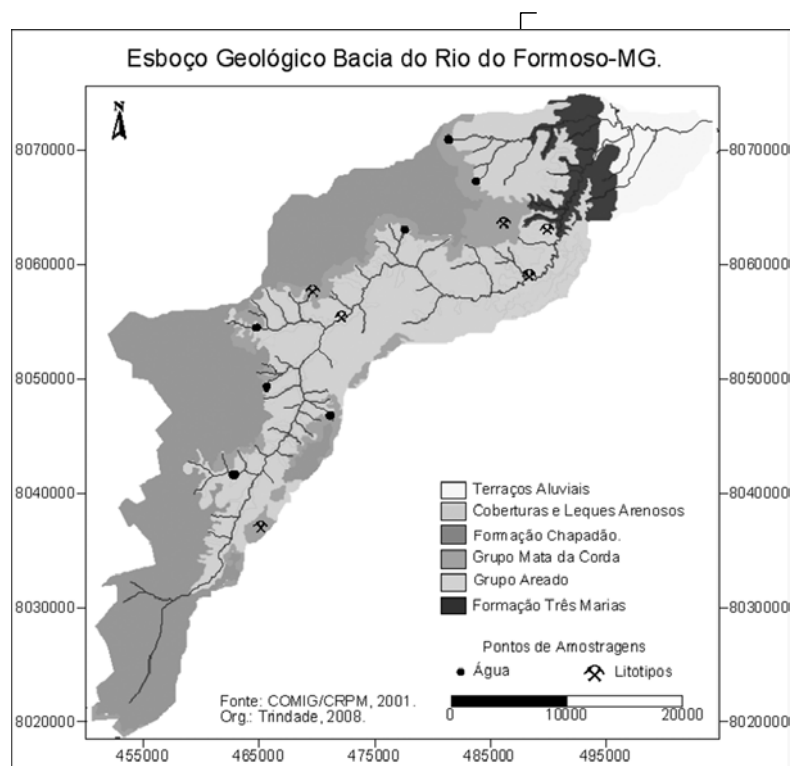 Esboço Geológico Bacia do Rio do Formoso-MG.
N
8070000
8070000
8060000
8060000
8050000
8050000
8040000
8040000
8030000
8030000
8020000
8020000
Terraços Aluviais
Coberturas e Leques Arenosos
Formação Chapadão.
Grupo Mata da Corda
Grupo Areado
Formação Três Marias
Pontos de Amostragens
Água
Litotipos
Fonte: COMIG/CRPM, 2001.
Org.: Trindade, 2008.
0 10000 20000
455000 465000 475000 485000 495000